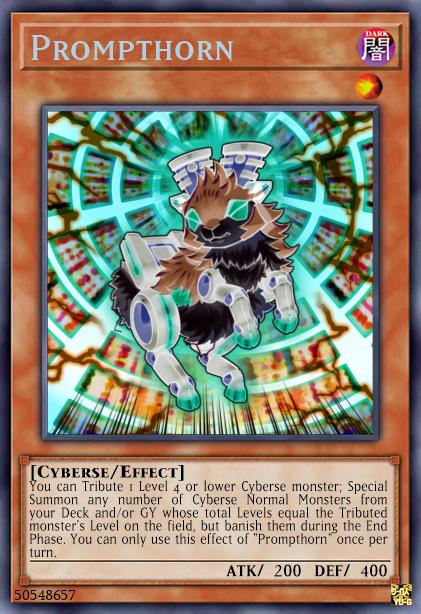 PROMPTHORN
DARK
闇
[CYBERSE/EFFECT]
You can Tribute 1 Level 4 or lower Cyberse monster; Special
Summon any number of Cyberse Normal Monsters from
your Deck and/or GY whose total Levels equal the Tributed
monster's Level on the field, but banish them during the End
Phase. You can only use this effect of "Prompthorn" once per
turn.
ATK/ 200 DEF/ 400
50548657